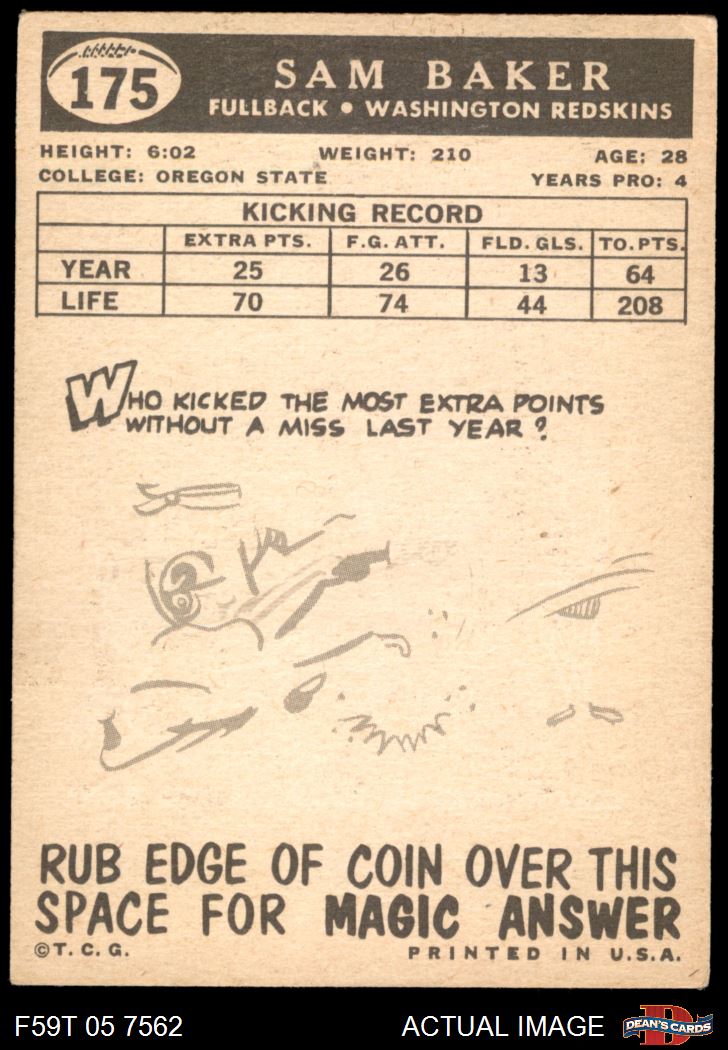 175
SAM BAKER
FULLBACK • WASHINGTON REDSKINS
HEIGHT: 6:02 WEIGHT: 210 AGE: 28
COLLEGE: OREGON STATE YEARS PRO: 4
KICKING RECORD
EXTRA PTS. F.G. ATT. FLD. GLS. TO. PTS.
YEAR 25 26 13 64
LIFE 70 74 44 208
WHO KICKED THE MOST EXTRA POINTS
WITHOUT A MISS LAST YEAR?
RUB EDGE OF COIN OVER THIS
SPACE FOR MAGIC ANSWER
© T. C. G. PRINTED IN U.S.A.
F59T 05 7562 ACTUAL IMAGE D DEAN'S CARDS